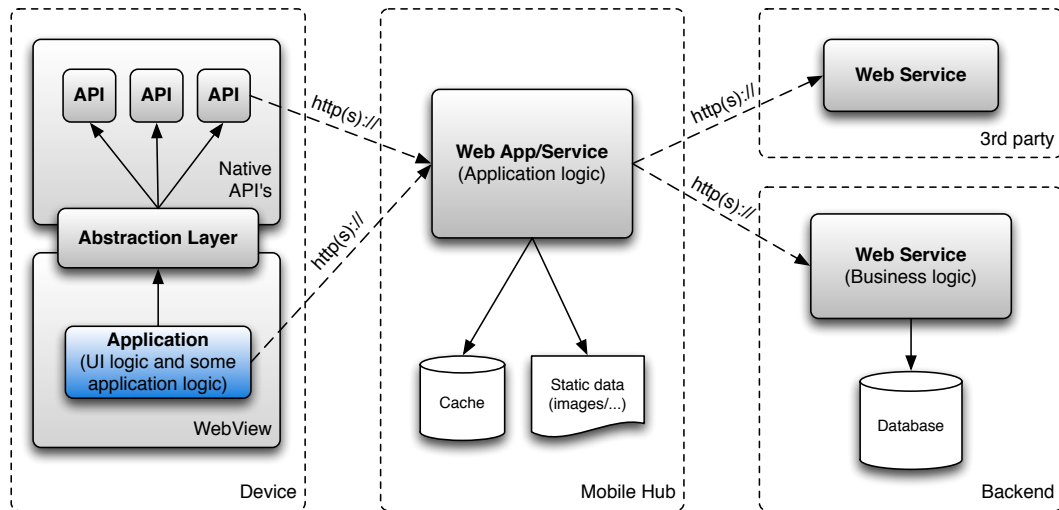 API
API
API
Native
API's
Abstraction Layer
Application
(UI logic and some
application logic)
WebView
Device
http(s)://
http(s)://
Web App/Service
(Application logic)
Cache
Static data
(images/...)
Mobile Hub
http(s)://
http(s)://
Web Service
3rd party
Web Service
(Business logic)
Database
Backend